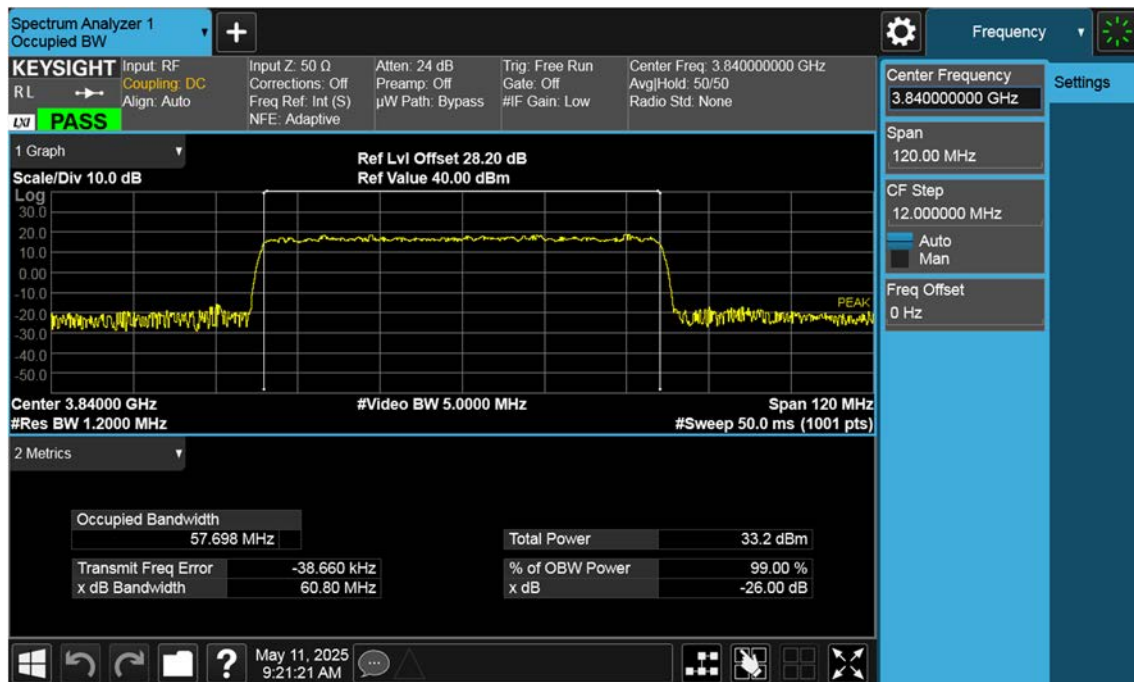 Spectrum Analyzer 1
Occupied BW
+
Frequency
KEYSIGHT
RL
LXI PASS
Input: RF
Coupling: DC
Align: Auto
Input Z: 50 Ω
Corrections: Off
Freq Ref: Int (S)
NFE: Adaptive
Atten: 24 dB
Preamp: Off
µW Path: Bypass
Trig: Free Run
Gate: Off
#IF Gain: Low
Center Freq: 3.840000000 GHz
Avg|Hold: 50/50
Radio Std: None
1 Graph
Scale/Div 10.0 dB
Ref Lvl Offset 28.20 dB
Ref Value 40.00 dBm
Log
30.0
20.0
10.0
0.00
-10.0
-20.0
-30.0
-40.0
-50.0
PEAK
Center 3.84000 GHz
#Video BW 5.0000 MHz
Span 120 MHz
#Res BW 1.2000 MHz
#Sweep 50.0 ms (1001 pts)
2 Metrics
Occupied Bandwidth
57.698 MHz
Transmit Freq Error -38.660 kHz
x dB Bandwidth 60.80 MHz
Total Power 33.2 dBm
% of OBW Power 99.00 %
x dB -26.00 dB
Center Frequency
3.840000000 GHz
Span
120.00 MHz
CF Step
12.000000 MHz
Auto
Man
Freq Offset
0 Hz
Settings
?
May 11, 2025
9:21:21 AM